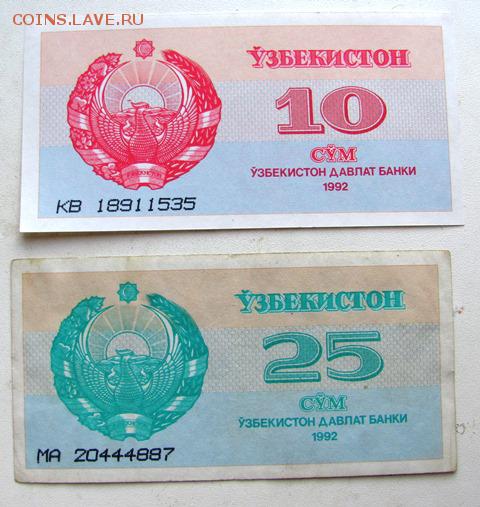 COINS.LAVE.RU
ЎЗБЕКИСТОН
10
СЎМ
ЎЗБЕКИСТОН ДАВЛАТ БАНКИ
1992
КВ 18911535
ЎЗБЕКИСТОН
25
СЎМ
ЎЗБЕКИСТОН ДАВЛАТ БАНКИ
1992
МА 20444887